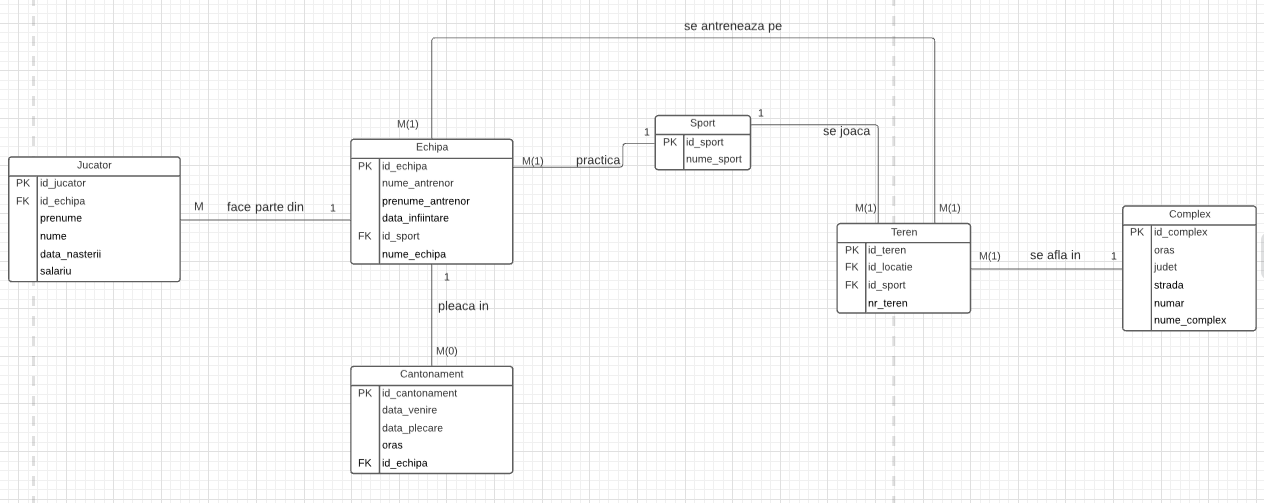 se antreneaza pe
Jucator
PK id_jucator
FK id_echipa
prenume
nume
data_nasterii
salariu
M
face parte din
1
M(1)
Echipa
PK id_echipa
nume_antrenor
prenume_antrenor
data_infiintare
FK id_sport
nume_echipa
M(1)
practica
1
Sport
PK id_sport
nume_sport
1
se joaca
M(1)
M(1)
Teren
PK id_teren
FK id_locatie
FK id_sport
nr_teren
M(1)
se afla in
1
Complex
PK id_complex
oras
judet
strada
numar
nume_complex
1
pleaca in
M(0)
Cantonament
PK id_cantonament
data_venire
data_plecare
oras
FK id_echipa